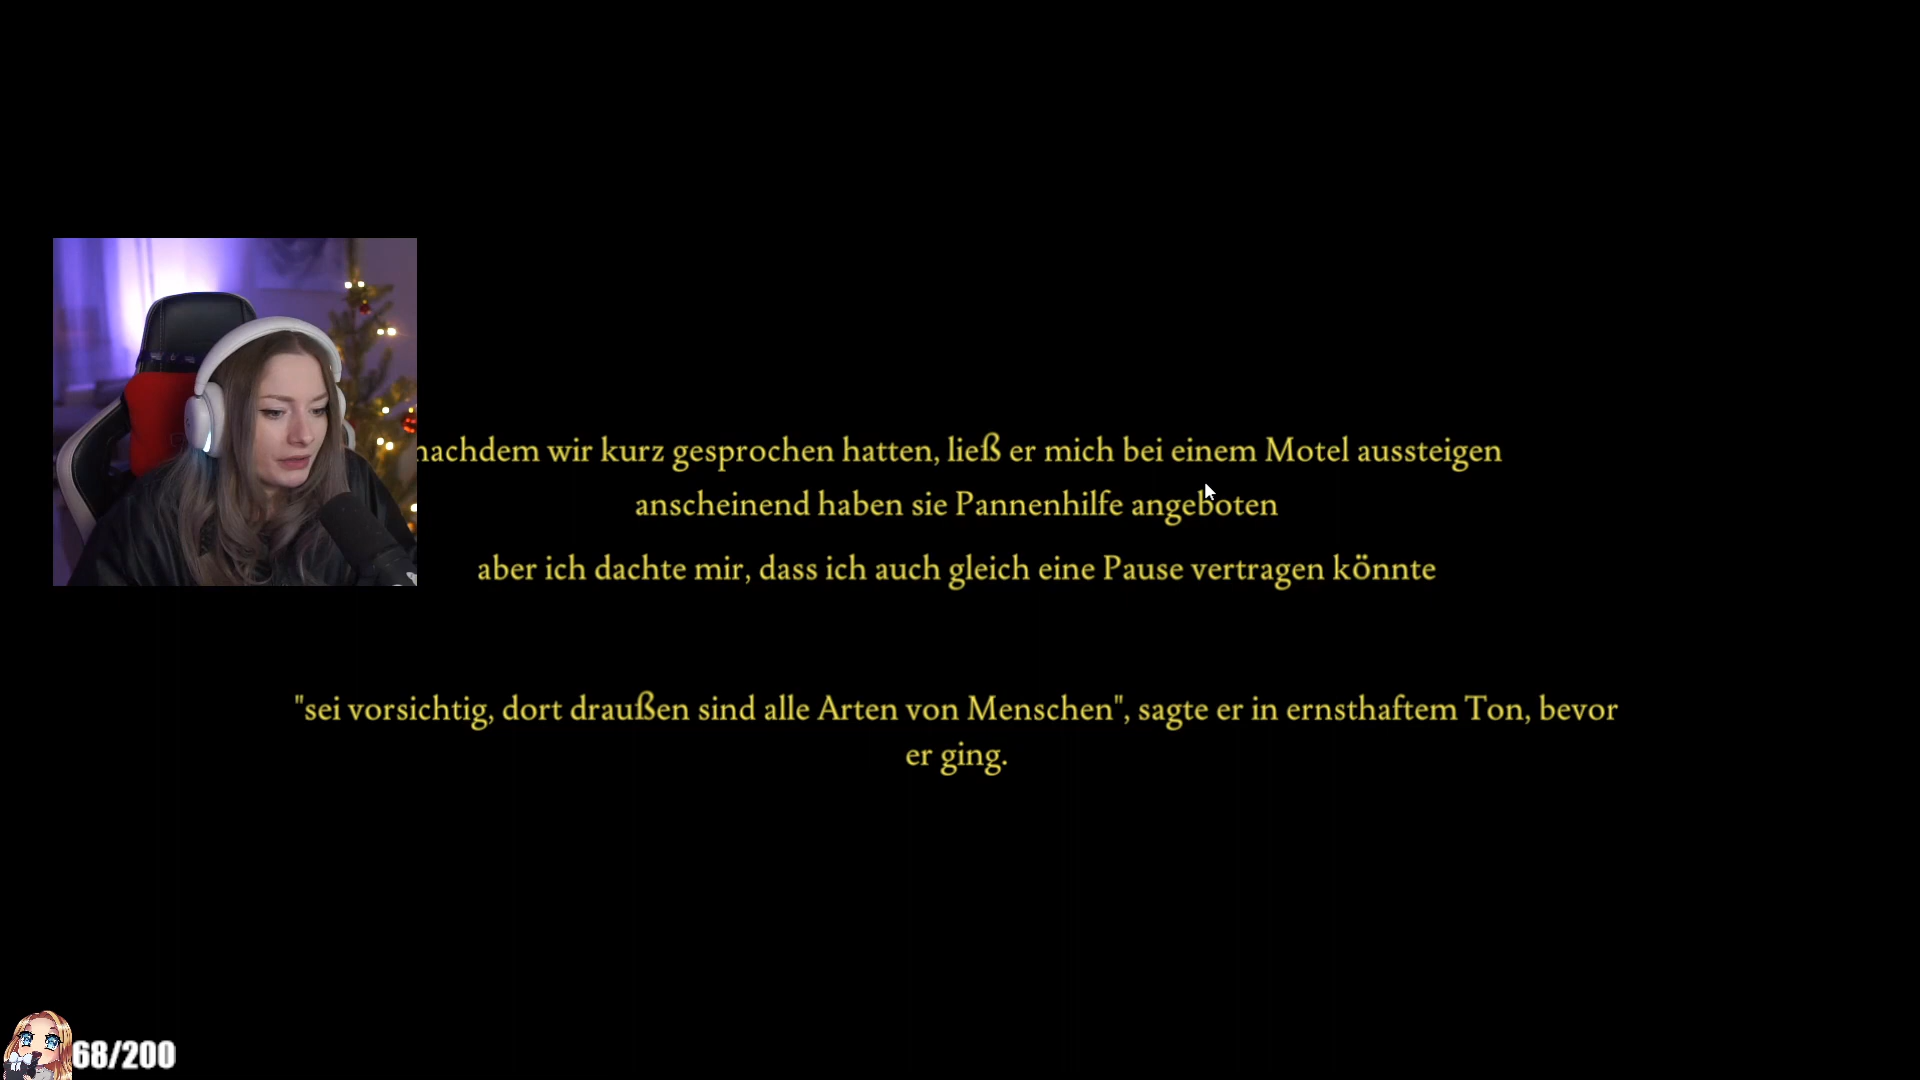 nachdem wir kurz gesprochen hatten, ließ er mich bei einem Motel aussteigen
anscheinend haben sie Pannenhilfe angeboten
aber ich dachte mir, dass ich auch gleich eine Pause vertragen könnte
"sei vorsichtig, dort draußen sind alle Arten von Menschen", sagte er in ernsthaftem Ton, bevor
er ging.
68/200